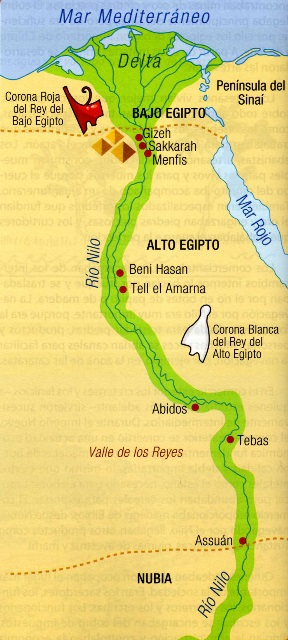 Mar Mediterráneo
Delta
Península del
Sinaí
Corona Roja
del Rey del
Bajo Egipto
BAJO EGIPTO
Gizeh
Sakkarah
Menfis
Mar Rojo
ALTO EGIPTO
Río Nilo
Beni Hasan
Tell el Amarna
Corona Blanca
del Rey del
Alto Egipto
Abidos
Tebas
Valle de los Reyes
Assuán
NUBIA
Río Nilo